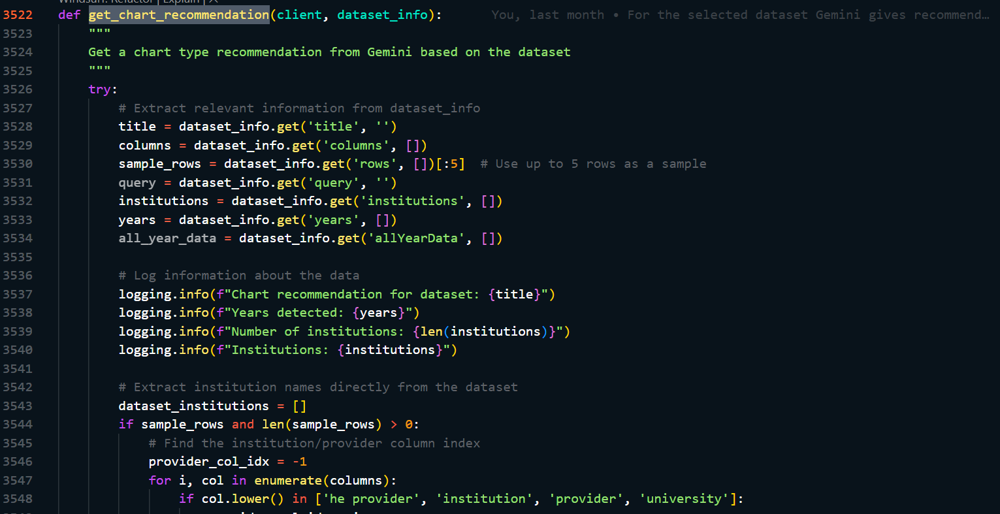 Windsurf: Refactor | Explain | X
3522 def get_chart_recommendation(client, dataset_info): You, last month • For the selected dataset Gemini gives recommend…
3523 """
3524 Get a chart type recommendation from Gemini based on the dataset
3525 """
3526 try:
3527 # Extract relevant information from dataset_info
3528 title = dataset_info.get('title', '')
3529 columns = dataset_info.get('columns', [])
3530 sample_rows = dataset_info.get('rows', [])[:5]  # Use up to 5 rows as a sample
3531 query = dataset_info.get('query', '')
3532 institutions = dataset_info.get('institutions', [])
3533 years = dataset_info.get('years', [])
3534 all_year_data = dataset_info.get('allYearData', [])
3535
3536 # Log information about the data
3537 logging.info(f"Chart recommendation for dataset: {title}")
3538 logging.info(f"Years detected: {years}")
3539 logging.info(f"Number of institutions: {len(institutions)}")
3540 logging.info(f"Institutions: {institutions}")
3541
3542 # Extract institution names directly from the dataset
3543 dataset_institutions = []
3544 if sample_rows and len(sample_rows) > 0:
3545 # Find the institution/provider column index
3546 provider_col_idx = -1
3547 for i, col in enumerate(columns):
3548 if col.lower() in ['he provider', 'institution', 'provider', 'university']: